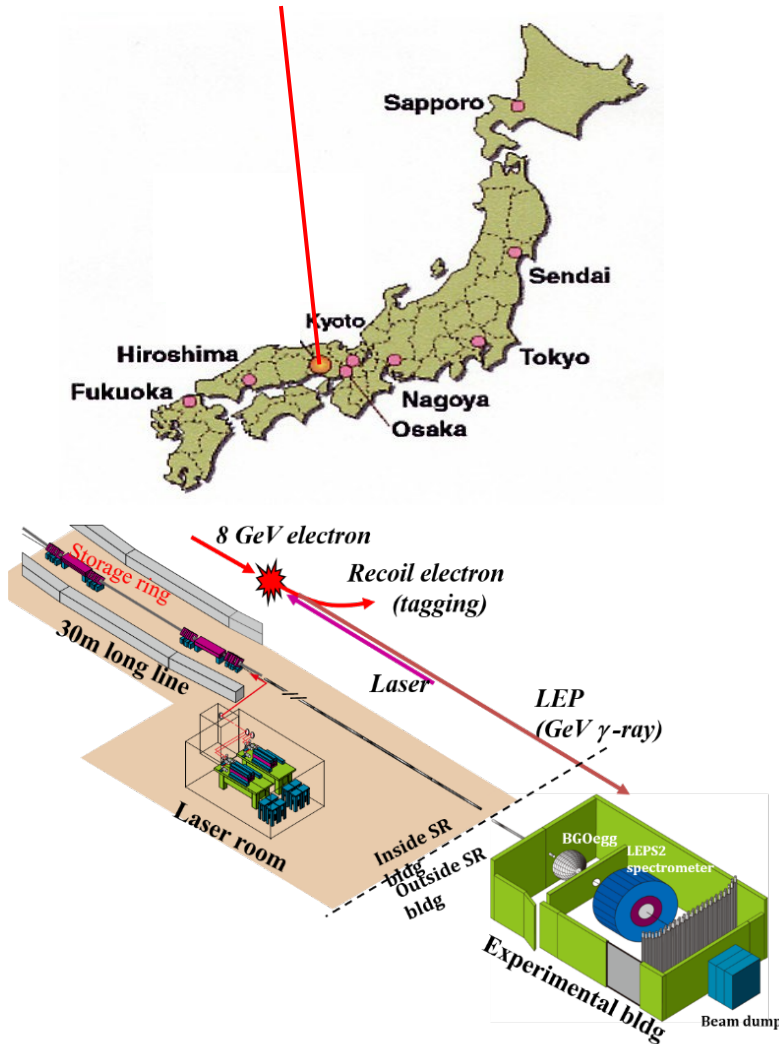 Sapporo
Sendai
Kyoto
Hiroshima
Tokyo
Fukuoka
Nagoya
Osaka
8 GeV electron
Storage ring
Recoil electron
(tagging)
30m long line
Laser
LEP
(GeV γ-ray)
Laser room
Inside SR
bldg
Outside SR
bldg
BGOegg
LEPS2
spectrometer
Experimental bldg
Beam dump